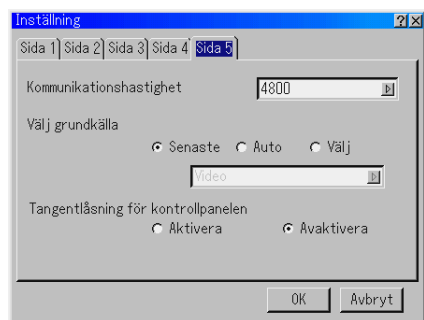 Inställning
Sida 1 Sida 2 Sida 3 Sida 4 Sida 5
Kommunikationshastighet 4800
Välj grundkälla
Senaste Auto Välj
Video
Tangentlåsning för kontrollpanelen
Aktivera Avaktivera
OK Avbryt